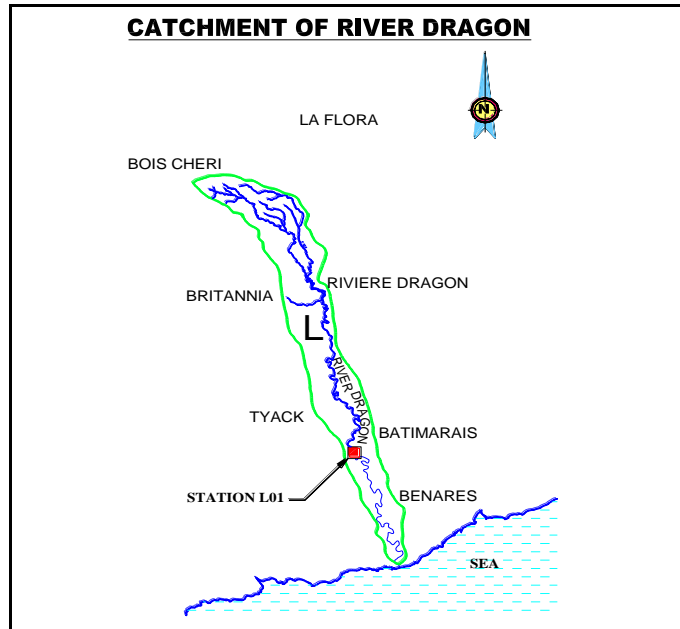 CATCHMENT OF RIVER DRAGON
N
LA FLORA
BOIS CHERI
RIVIERE DRAGON
BRITANNIA
L
RIVER DRAGON
TYACK
BATIMARAIS
STATION L01
BENARES
SEA